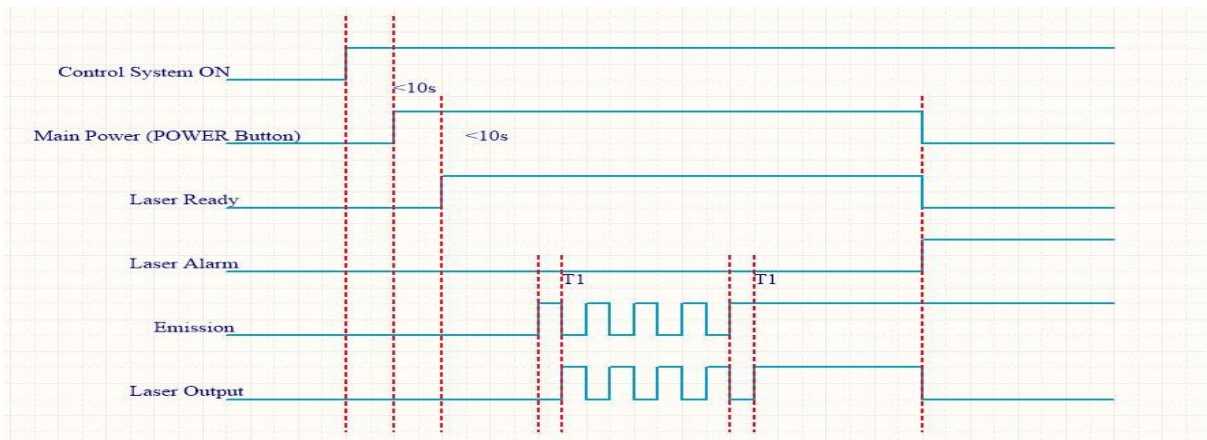 Control System ON
<10s
Main Power (POWER Button)
<10s
Laser Ready
Laser Alarm
T1
T1
Emission
Laser Output